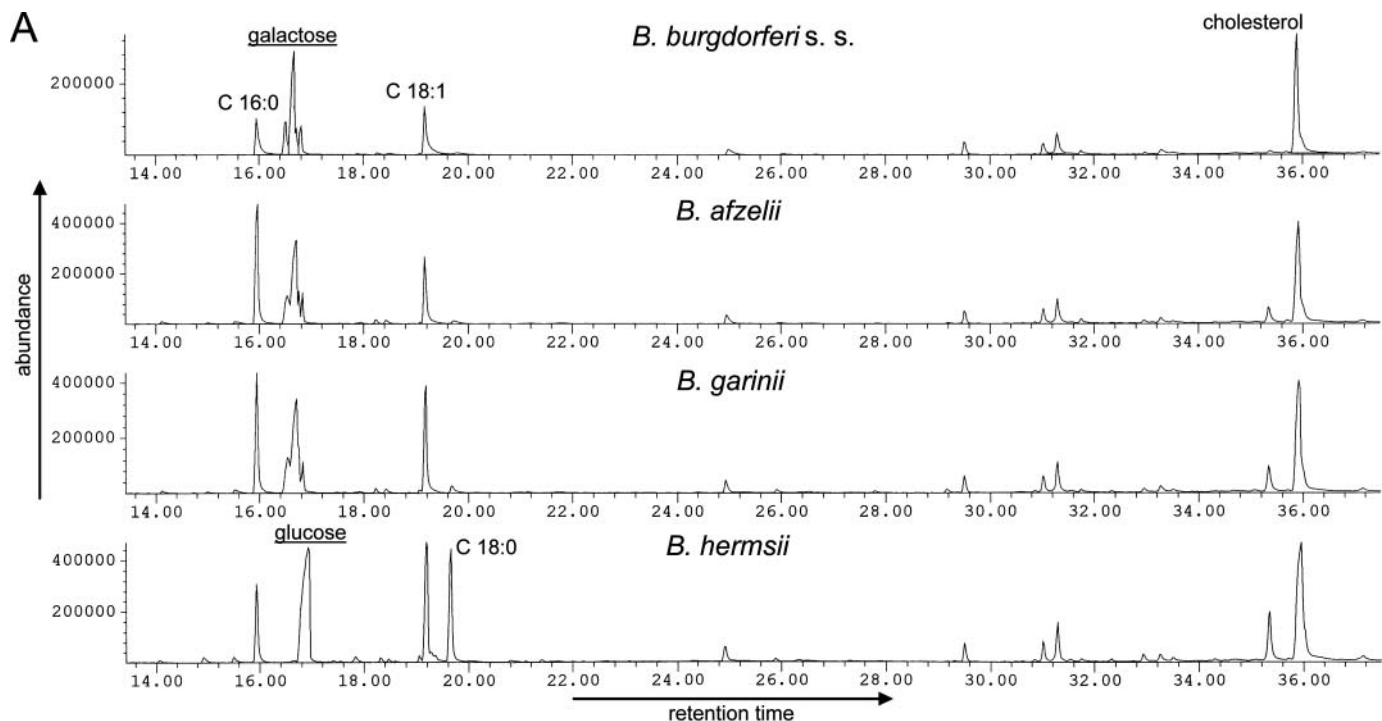 A
galactose
B. burgdorferi s. s.
cholesterol
200000
C 16:0
C 18:1
14.00 16.00 18.00 20.00 22.00 24.00 26.00 28.00 30.00 32.00 34.00 36.00
B. afzelii
400000
200000
14.00 16.00 18.00 20.00 22.00 24.00 26.00 28.00 30.00 32.00 34.00 36.00
abundance
B. garinii
400000
200000
14.00 16.00 18.00 20.00 22.00 24.00 26.00 28.00 30.00 32.00 34.00 36.00
glucose
C 18:0
B. hermsii
400000
200000
14.00 16.00 18.00 20.00 22.00 24.00 26.00 28.00 30.00 32.00 34.00 36.00
retention time